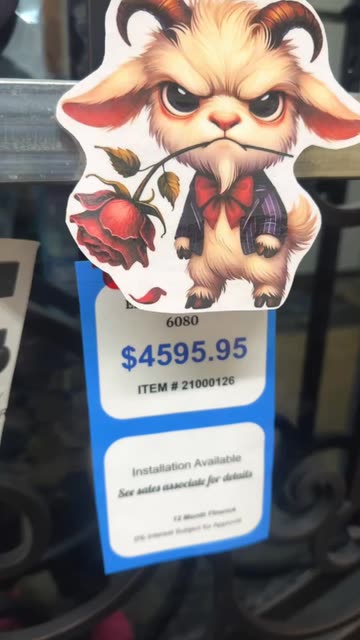 6080
$4595.95
ITEM # 21000126
Installation Available
See sales associate for details
12 Month Finance
0% Interest Subject for Approval